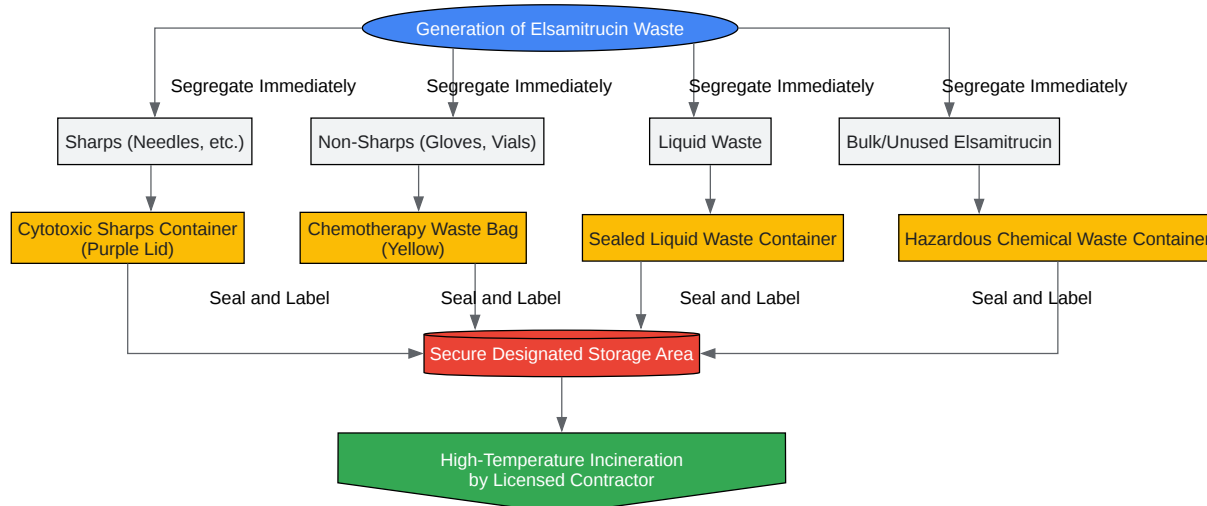 Generation of Elsamitrucin Waste
Segregate Immediately
Segregate Immediately
Segregate Immediately
Segregate Immediately
Sharps (Needles, etc.)
Non-Sharps (Gloves, Vials)
Liquid Waste
Bulk/Unused Elsamitrucin
Cytotoxic Sharps Container
(Purple Lid)
Chemotherapy Waste Bag
(Yellow)
Sealed Liquid Waste Container
Hazardous Chemical Waste Container
Seal and Label
Seal and Label
Seal and Label
Seal and Label
Secure Designated Storage Area
High-Temperature Incineration
by Licensed Contractor